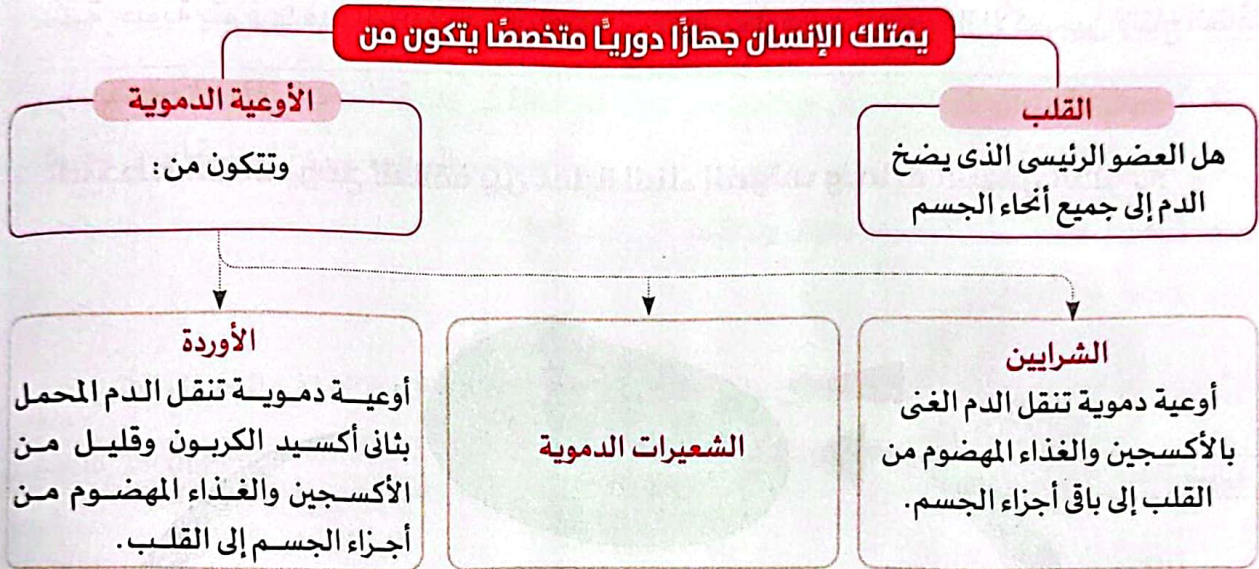 يمتلك الإنسان جهازًا دوريًّا متخصصًا يتكون من
القلب
هل العضو الرئيسى الذى يضخ
الدم إلى جميع أنحاء الجسم
الأوعية الدموية
وتتكون من:
الشرايين
أوعية دموية تنقل الدم الغنى
بالأكسجين والغذاء المهضوم من
القلب إلى باقى أجزاء الجسم.
الشعيرات الدموية
الأوردة
أوعية دموية تنقل الدم المحمل
بثانى أكسيد الكربون وقليل من
الأكسجين والغذاء المهضوم من
أجزاء الجسم إلى القلب.